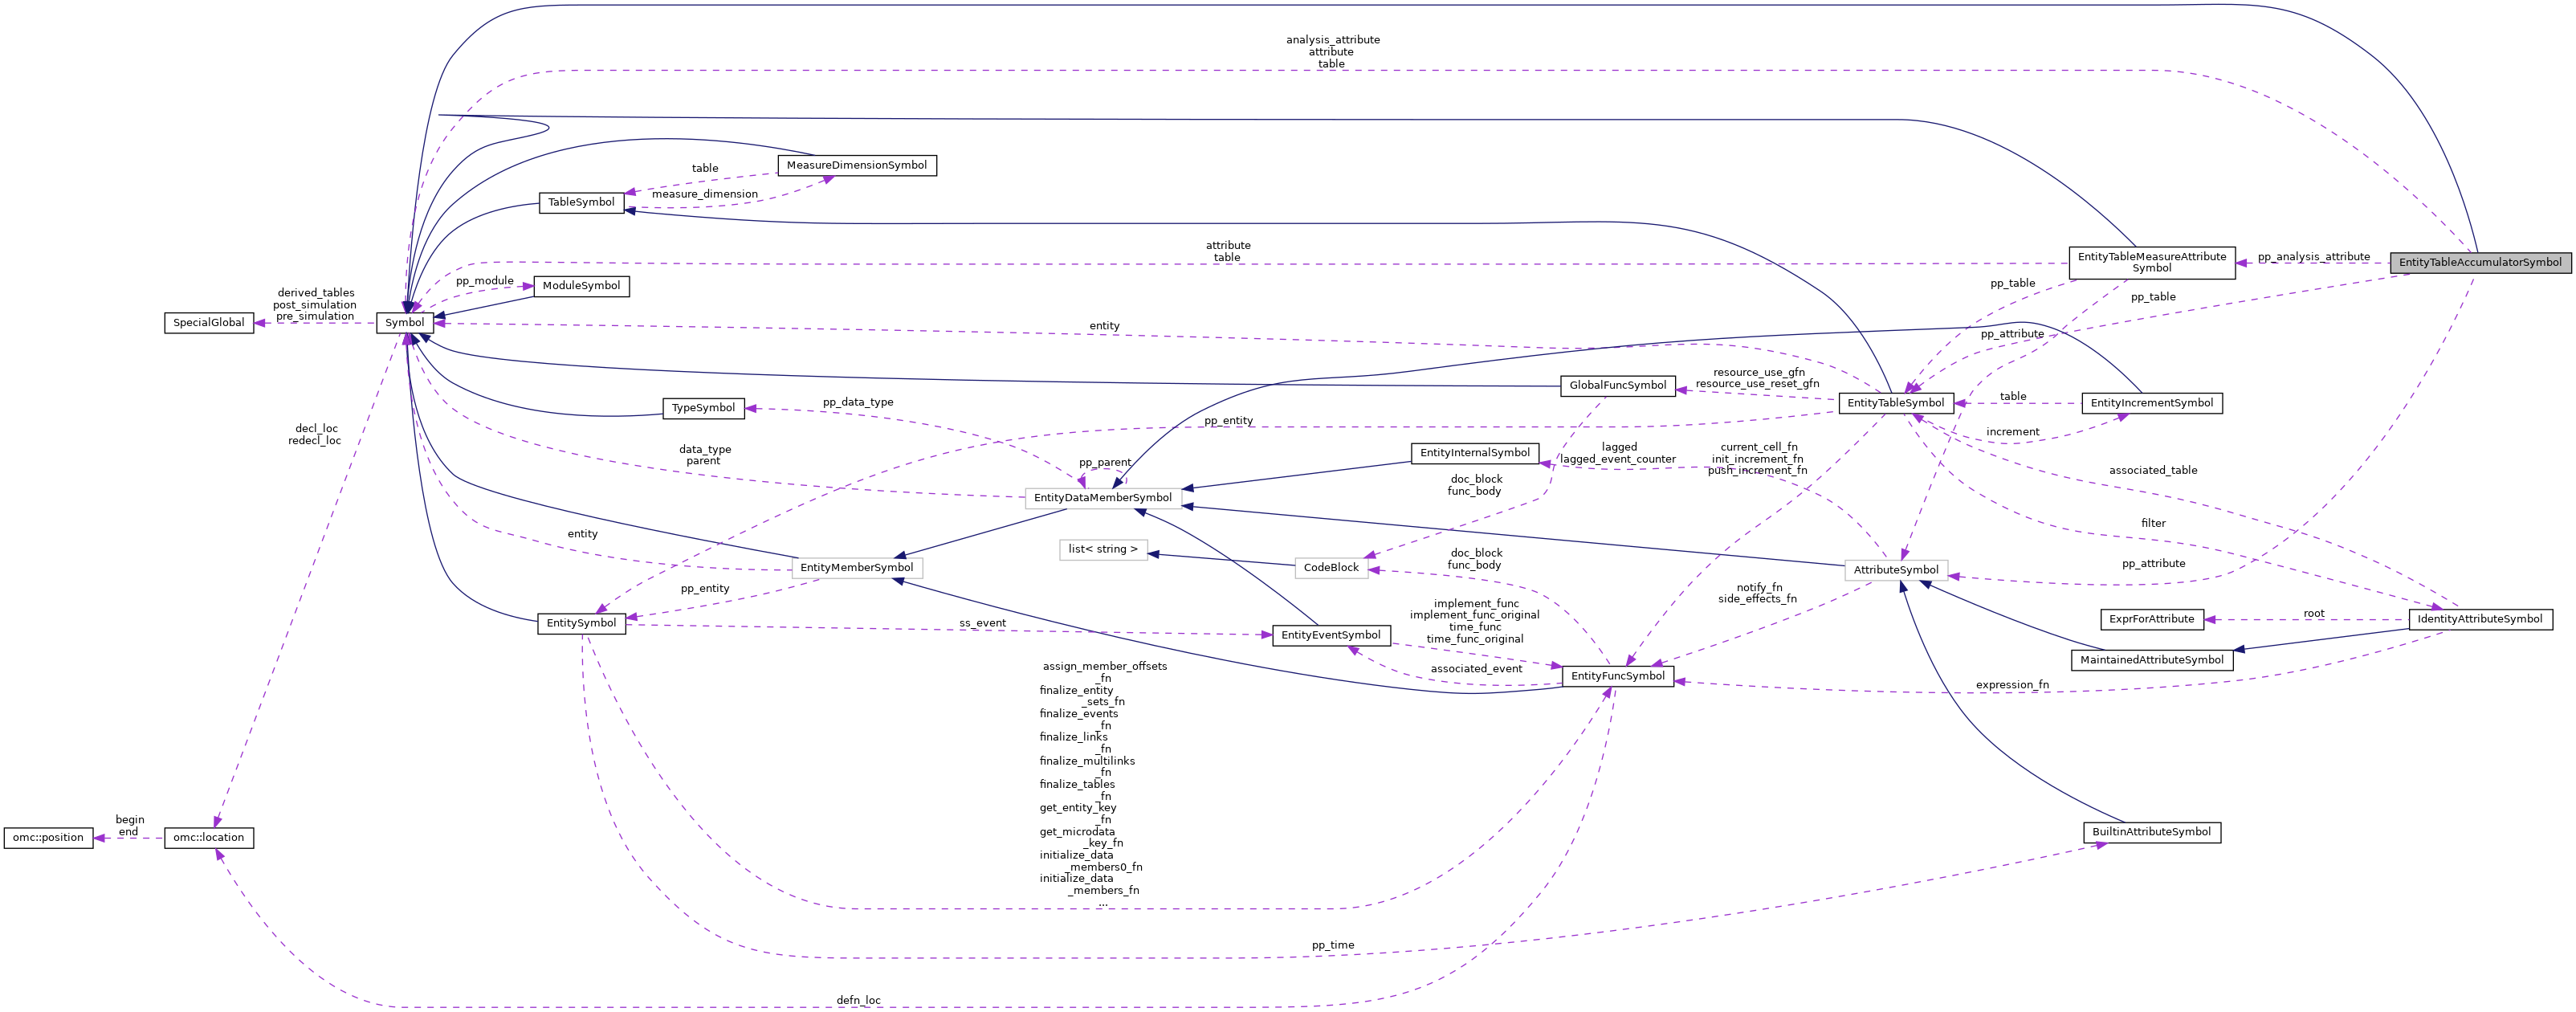 analysis_attribute
attribute
table
MeasureDimensionSymbol
table
measure_dimension
TableSymbol
attribute
table
EntityTableMeasureAttribute
Symbol
pp_analysis_attribute
EntityTableAccumulatorSymbol
pp_module
ModuleSymbol
pp_table
pp_table
derived_tables
post_simulation
pre_simulation
SpecialGlobal
Symbol
entity
pp_attribute
GlobalFuncSymbol
resource_use_gfn
resource_use_reset_gfn
EntityTableSymbol
table
EntityIncrementSymbol
TypeSymbol
pp_data_type
pp_entity
increment
decl_loc
redecl_loc
data_type
parent
pp_parent
EntityInternalSymbol
lagged
lagged_event_counter
current_cell_fn
init_increment_fn
push_increment_fn
associated_table
doc_block
func_body
EntityDataMemberSymbol
filter
entity
list< string >
doc_block
func_body
EntityMemberSymbol
CodeBlock
AttributeSymbol
pp_attribute
pp_entity
notify_fn
side_effects_fn
EntitySymbol
ss_event
EntityEventSymbol
implement_func
implement_func_original
time_func
time_func_original
ExprForAttribute
root
IdentityAttributeSymbol
MaintainedAttributeSymbol
associated_event
EntityFuncSymbol
expression_fn
assign_member_offsets
_fn
finalize_entity
_sets_fn
finalize_events
_fn
finalize_links
_fn
finalize_multilinks
_fn
finalize_tables
_fn
get_entity_key
_fn
get_microdata
_key_fn
initialize_data
_members0_fn
initialize_data
_members_fn
...
omc::position
begin
end
omc::location
BuiltinAttributeSymbol
pp_time
defn_loc